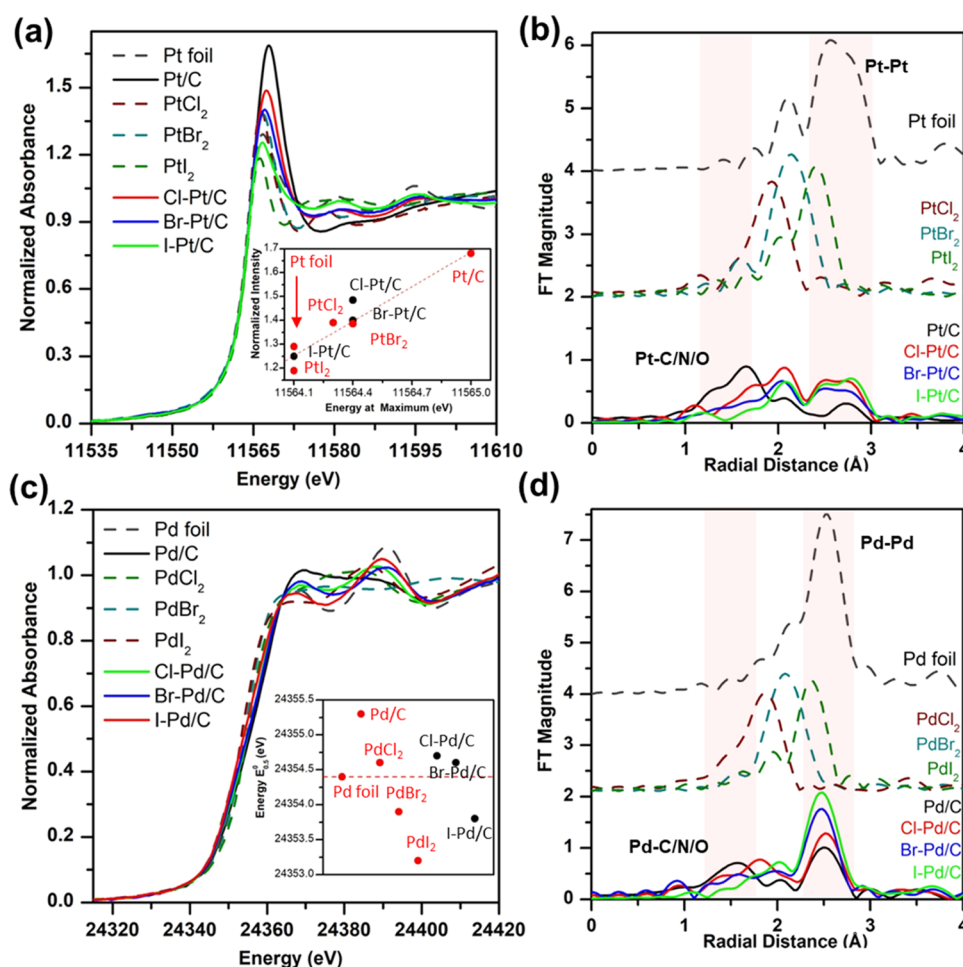 (a)
Pt foil
Pt/C
PtCl2
PtBr2
PtI2
Cl-Pt/C
Br-Pt/C
I-Pt/C
Normalized Absorbance
1.5
1.2
0.9
0.6
0.3
0.0
11535 11550 11565 11580 11595 11610
Energy (eV)
Normalized Intensity
1.7
1.6
1.5
1.4
1.3
1.2
Pt foil
PtCl2
Cl-Pt/C
Pt/C
Br-Pt/C
I-Pt/C
PtBr2
PtI2
11564.1 11564.4 11564.7 11565.0
Energy at Maximum (eV)
(b)
FT Magnitude
6
5
4
3
2
1
0
Pt-Pt
Pt foil
PtCl2
PtBr2
PtI2
Pt-C/N/O
Pt/C
Cl-Pt/C
Br-Pt/C
I-Pt/C
0 1 2 3 4
Radial Distance (Å)
(c)
Pd foil
Pd/C
PdCl2
PdBr2
PdI2
Cl-Pd/C
Br-Pd/C
I-Pd/C
Normalized Absorbance
1.2
1.0
0.8
0.6
0.4
0.2
0.0
24320 24340 24360 24380 24400 24420
Energy (eV)
Energy E⁰0.5 (eV)
24355.5
24355.0
24354.5
24354.0
24353.5
24353.0
Pd/C
PdCl2
Cl-Pd/C
Br-Pd/C
Pd foil
PdBr2
I-Pd/C
PdI2
(d)
FT Magnitude
7
6
5
4
3
2
1
0
Pd-Pd
Pd foil
PdCl2
PdBr2
PdI2
Pd-C/N/O
Pd/C
Cl-Pd/C
Br-Pd/C
I-Pd/C
0 1 2 3 4
Radial Distance (Å)